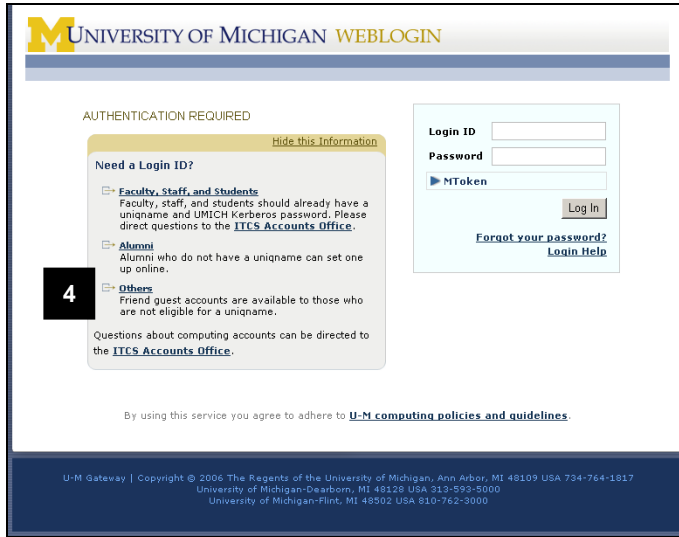 UNIVERSITY OF MICHIGAN WEBLOGIN
AUTHENTICATION REQUIRED
Hide this Information
Need a Login ID?
Faculty, Staff, and Students
Faculty, staff, and students should already have a
uniqname and UMICH Kerberos password. Please
direct questions to the ITCS Accounts Office.
Alumni
Alumni who do not have a uniqname can set one
up online.
4
Others
Friend guest accounts are available to those who
are not eligible for a uniqname.
Questions about computing accounts can be directed to
the ITCS Accounts Office.
Login ID
Password
MToken
Log In
Forgot your password?
Login Help
By using this service you agree to adhere to U-M computing policies and guidelines.
U-M Gateway | Copyright © 2006 The Regents of the University of Michigan, Ann Arbor, MI 48109 USA 734-764-1817
University of Michigan-Dearborn, MI 48128 USA 313-593-5000
University of Michigan-Flint, MI 48502 USA 810-762-3000